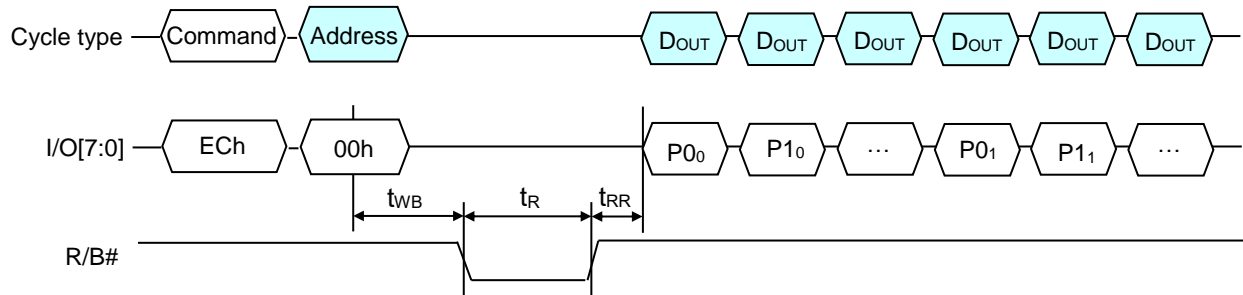 Cycle type Command Address DOUT DOUT DOUT DOUT DOUT DOUT
I/O[7:0] ECh 00h P00 P10 ... P01 P11 ...
tWB tR tRR
R/B#